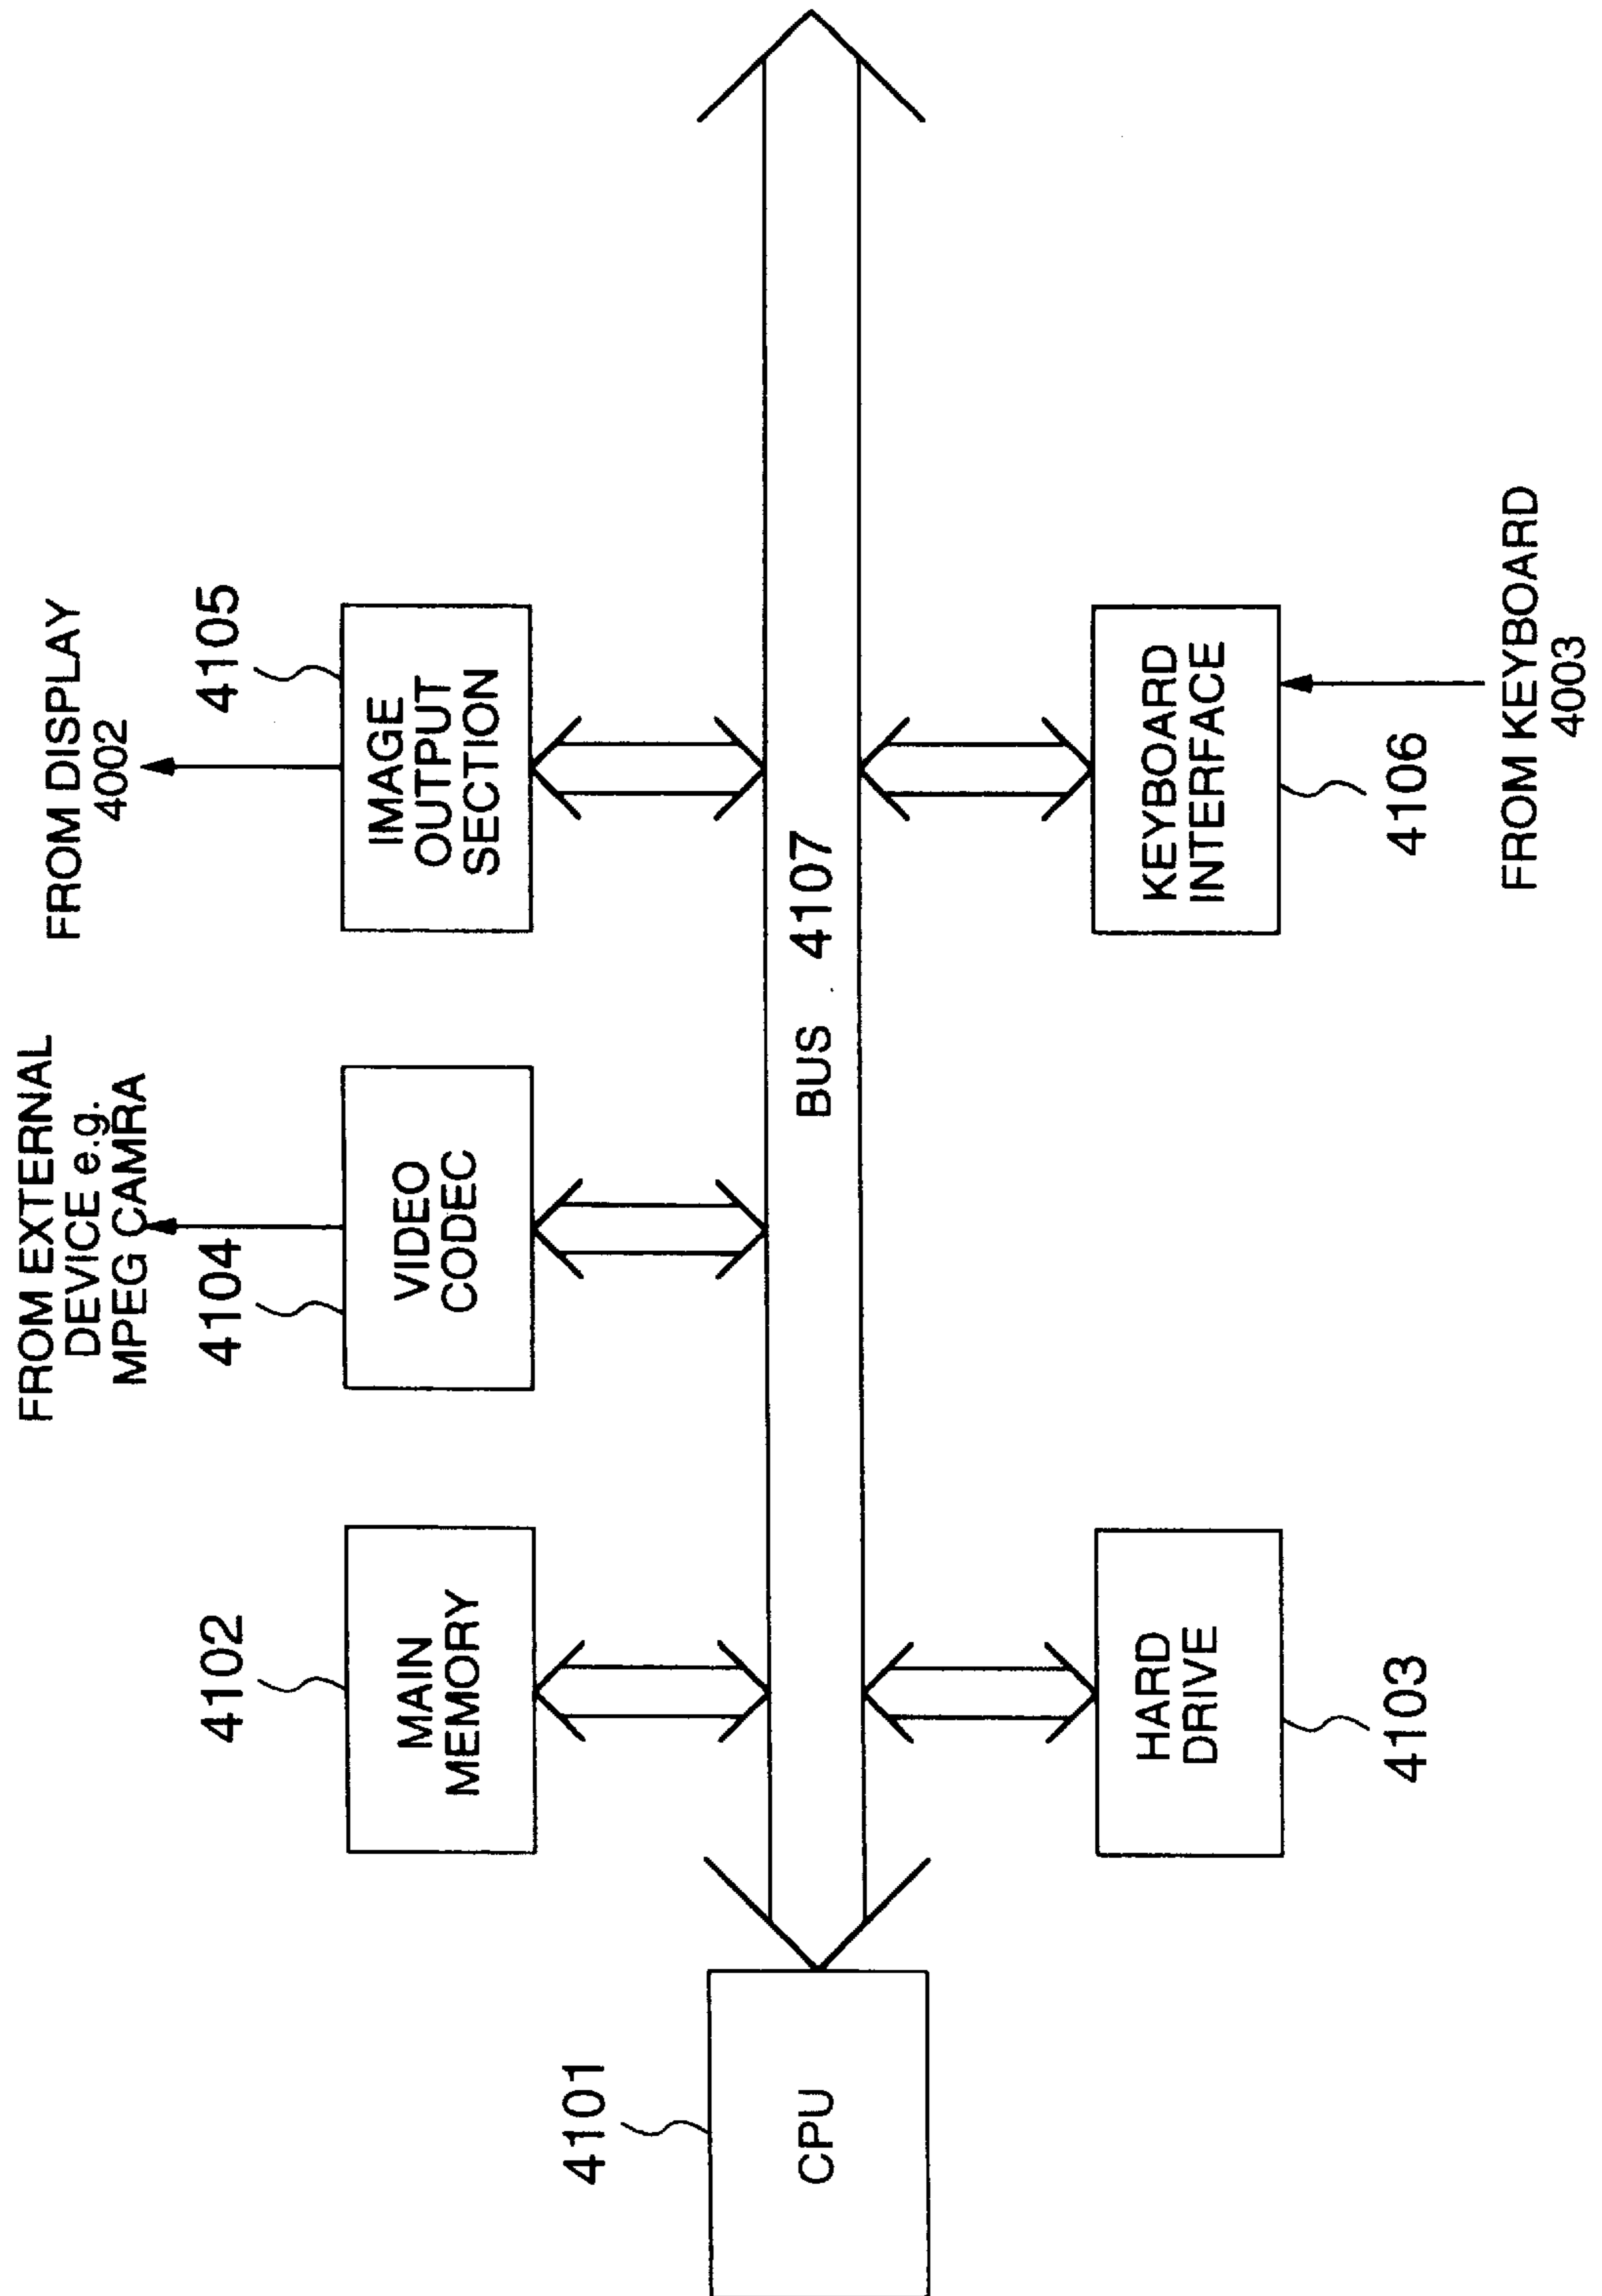 FROM EXTERNAL
DEVICE e.g.
MPEG CAMRA
FROM DISPLAY
4002
4102
4104
4105
MAIN
MEMORY
VIDEO
CODEC
IMAGE
OUTPUT
SECTION
4101
CPU
BUS 4107
HARD
DRIVE
KEYBOARD
INTERFACE
4103
4106
FROM KEYBOARD
4003